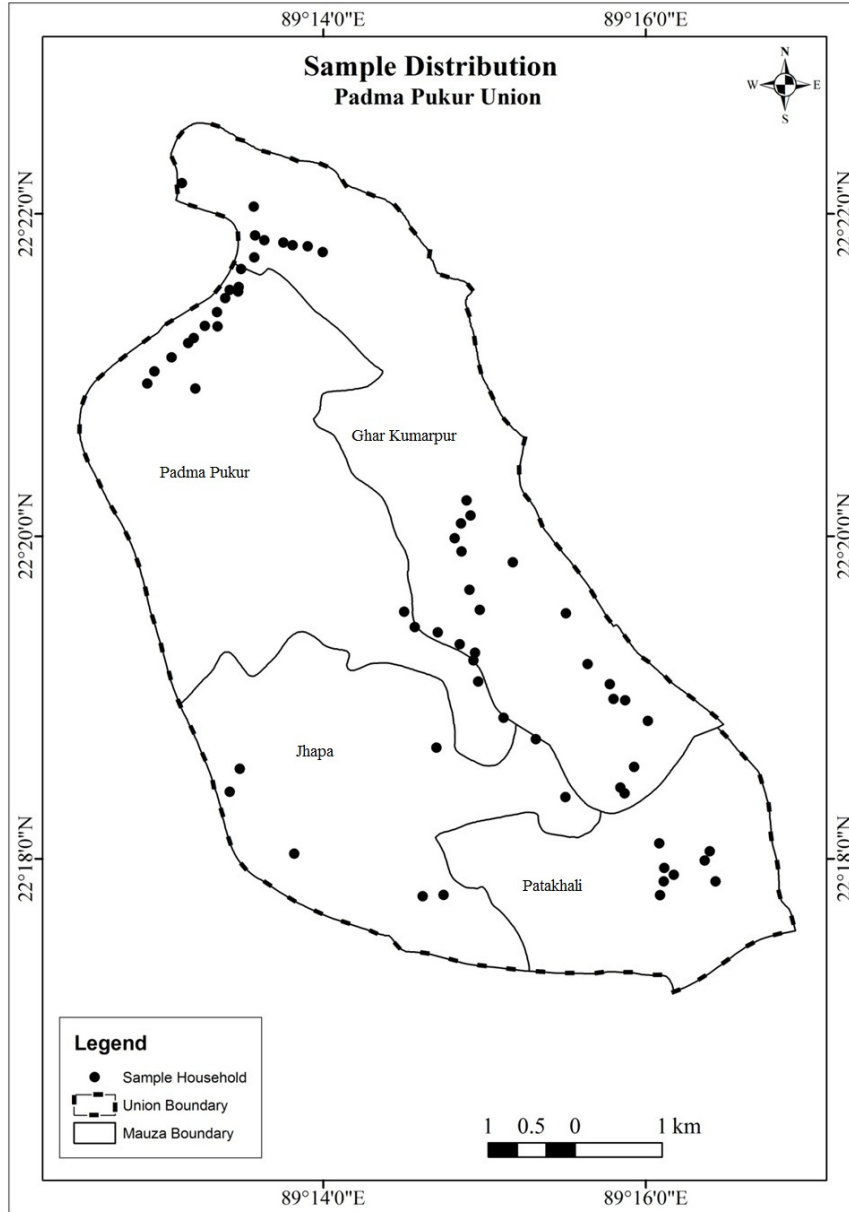 89°14'0"E 89°16'0"E
Sample Distribution
Padma Pukur Union
N
W E
S
22°22'0"N 22°22'0"N
Ghar Kumarpur
Padma Pukur
22°20'0"N 22°20'0"N
Jhapa
22°18'0"N 22°18'0"N
Patakhali
Legend
Sample Household
Union Boundary
Mauza Boundary
1 0.5 0 1 km
89°14'0"E 89°16'0"E